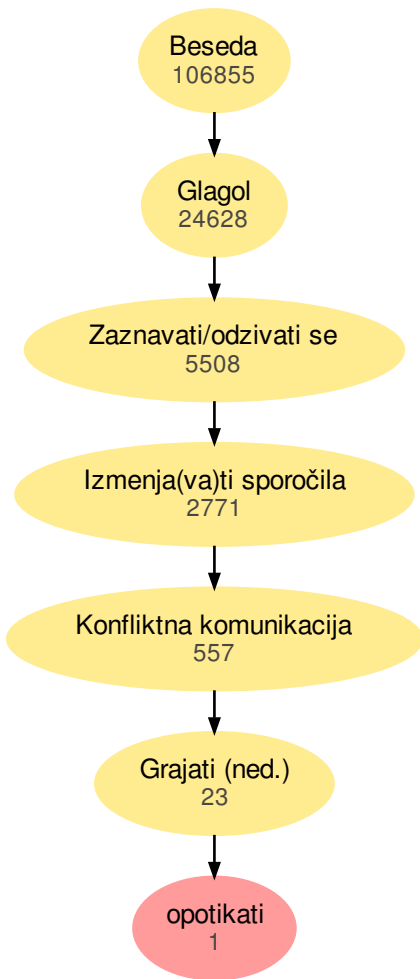 Beseda
106855
Glagol
24628
Zaznavati/odzivati se
5508
Izmenja(va)ti sporočila
2771
Konfliktna komunikacija
557
Grajati (ned.)
23
opotikati
1